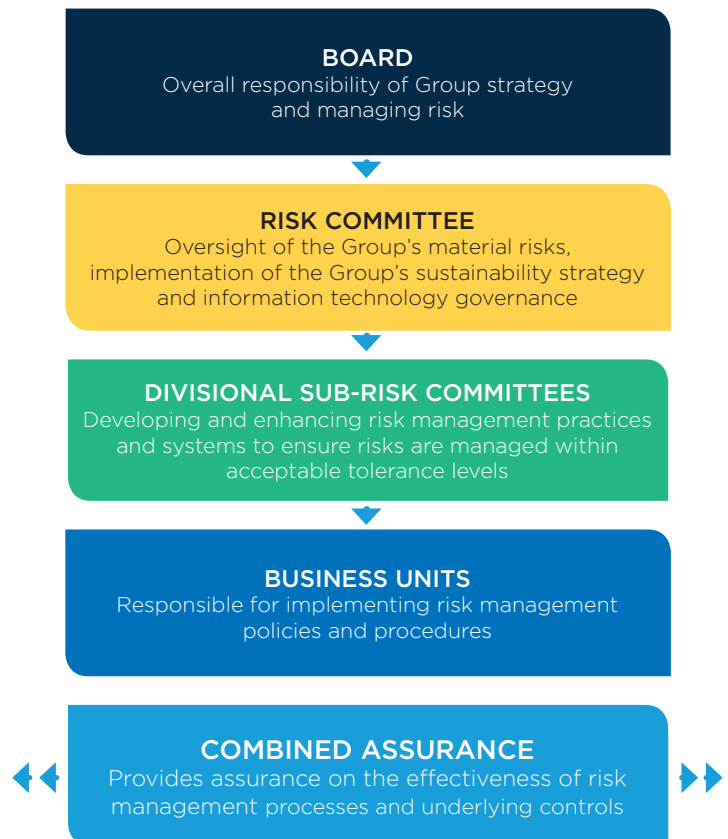 BOARD
Overall responsibility of Group strategy
and managing risk
RISK COMMITTEE
Oversight of the Group’s material risks,
implementation of the Group’s sustainability strategy
and information technology governance
DIVISIONAL SUB-RISK COMMITTEES
Developing and enhancing risk management practices
and systems to ensure risks are managed within
acceptable tolerance levels
BUSINESS UNITS
Responsible for implementing risk management
policies and procedures
COMBINED ASSURANCE
Provides assurance on the effectiveness of risk
management processes and underlying controls